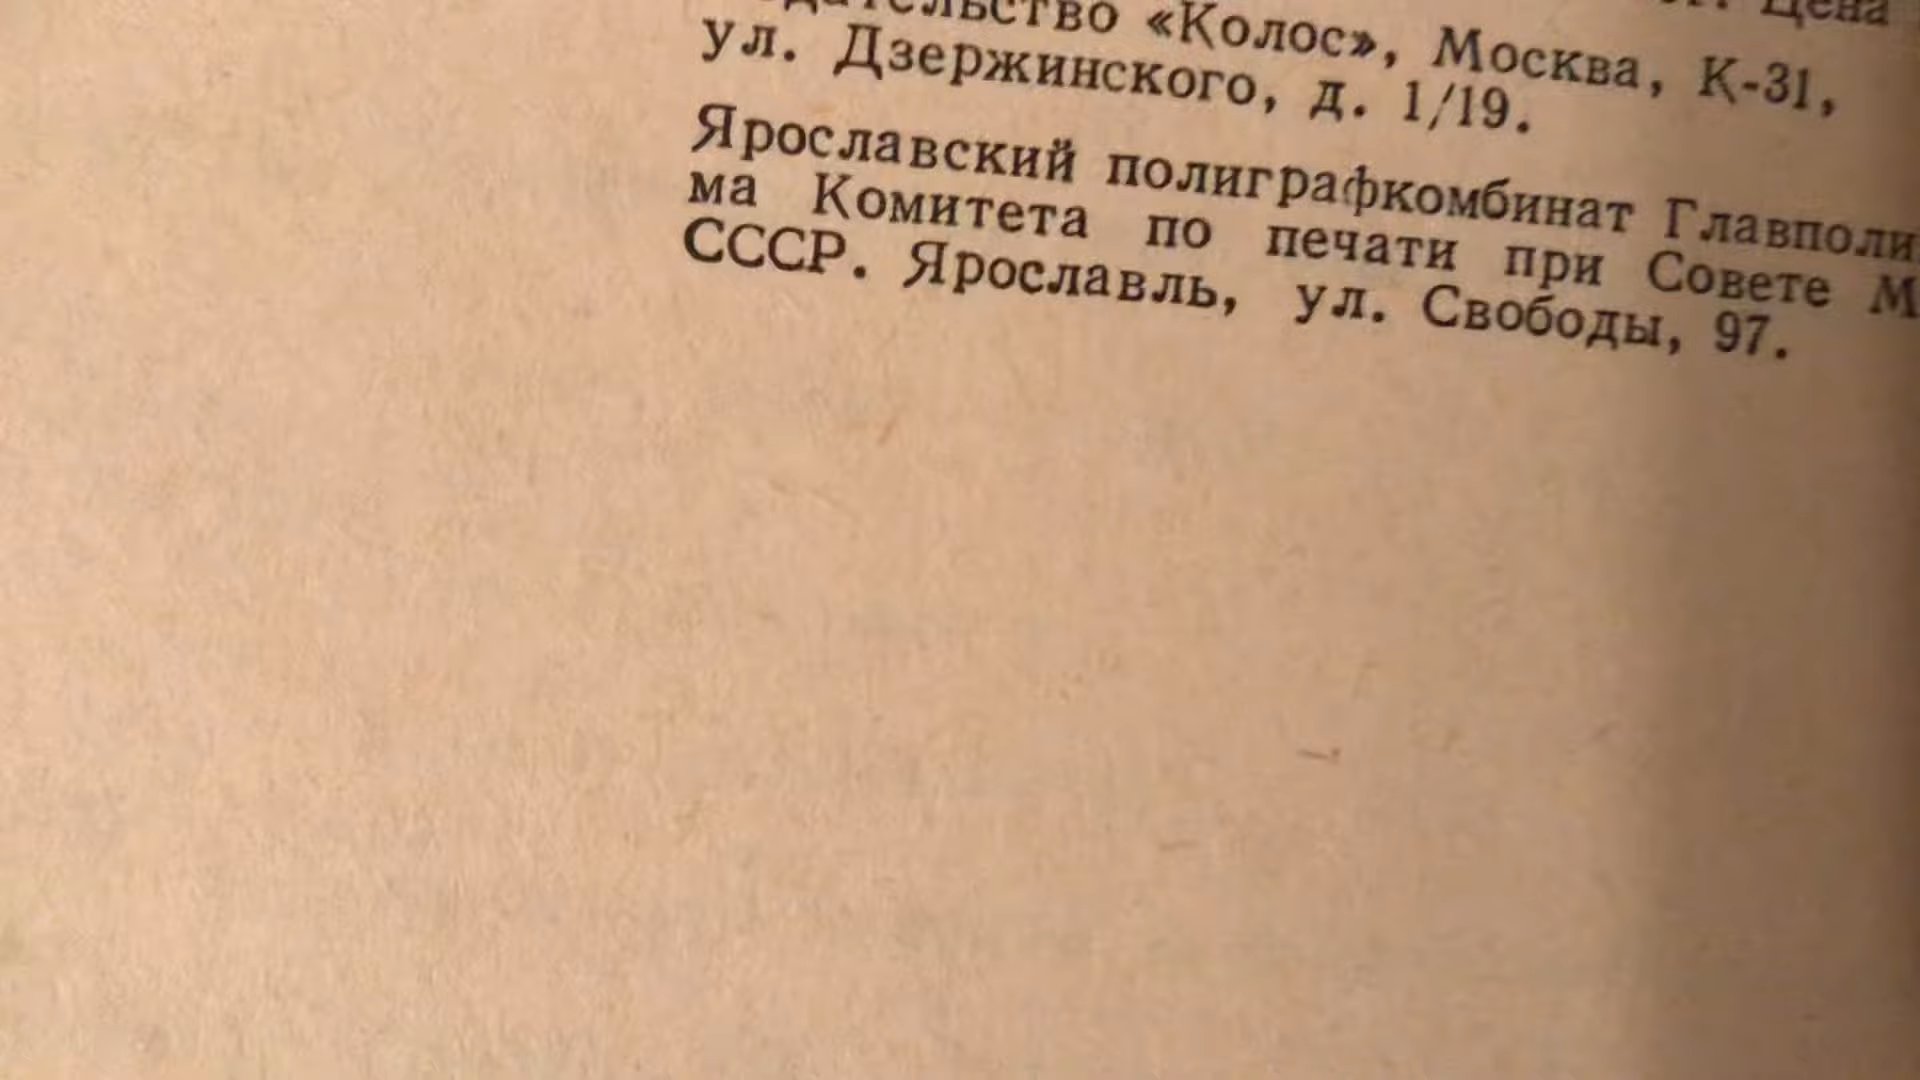 Цена
«Колос», Москва, К-31,
ул. Дзержинского, д. 1/19.
Ярославский полиграфкомбинат Главполи
ма Комитета по печати при Совете М
СССР. Ярославль, ул. Свободы, 97.